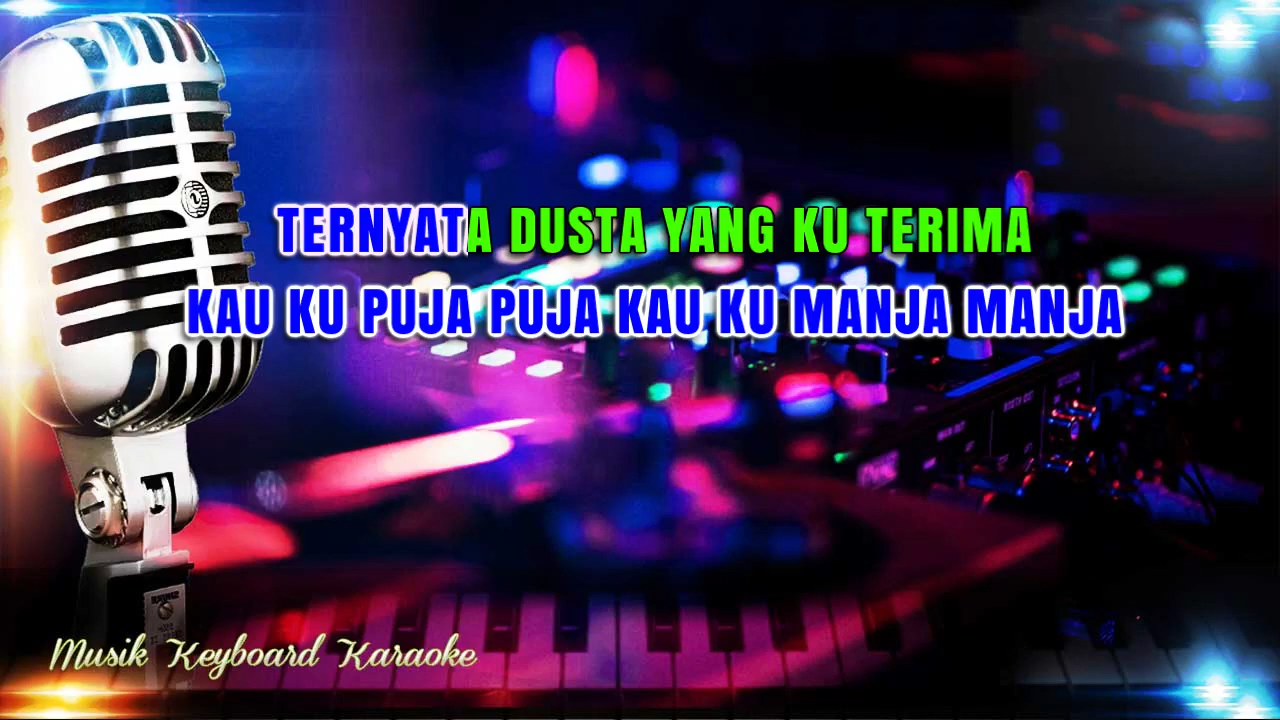 TERNYATA DUSTA YANG KU TERIMA
KAU KU PUJA PUJA KAU KU MANJA MANJA
Musik Keyboard Karaoke